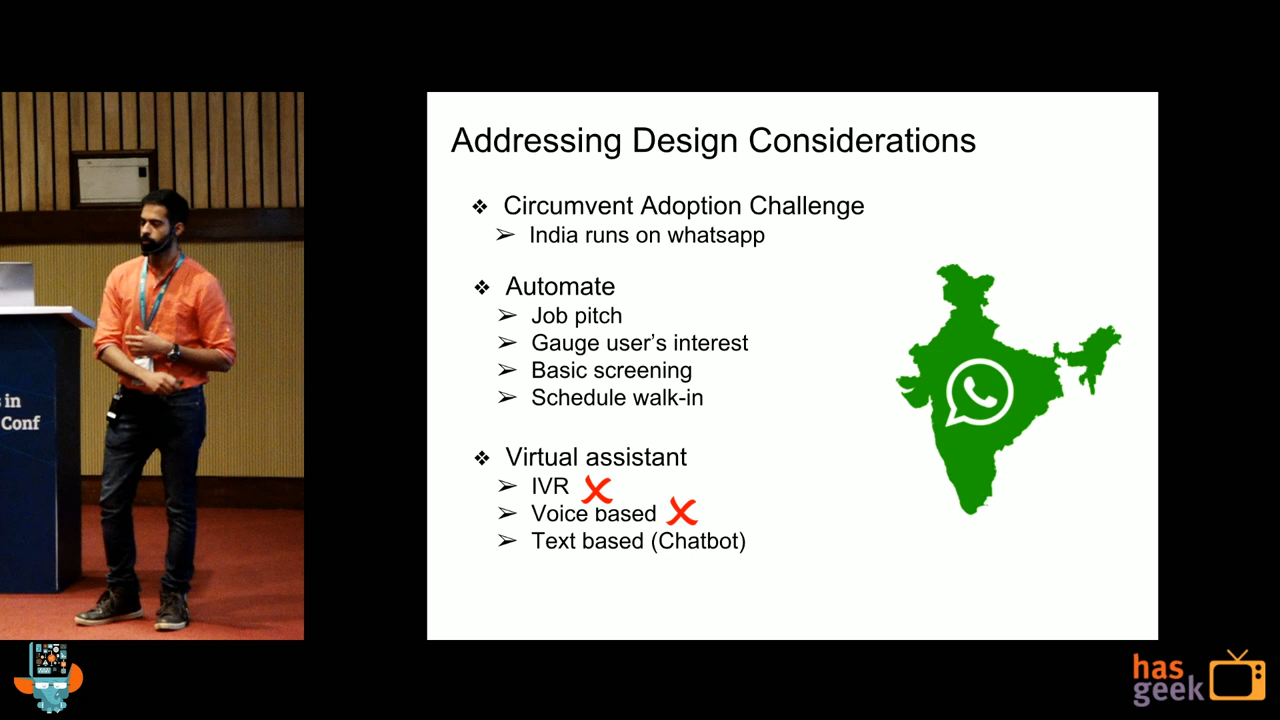 Addressing Design Considerations
❖ Circumvent Adoption Challenge
➢ India runs on whatsapp
❖ Automate
➢ Job pitch
➢ Gauge user's interest
➢ Basic screening
➢ Schedule walk-in
❖ Virtual assistant
➢ IVR
➢ Voice based
➢ Text based (Chatbot)
in
Conf
has
geek